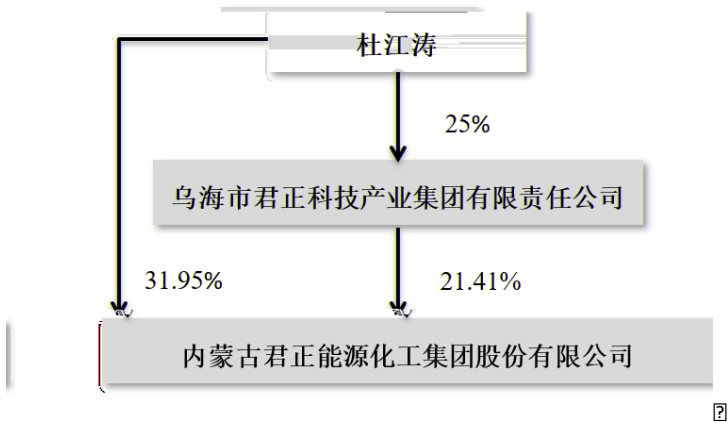 杜江涛
25%
乌海市君正科技产业集团有限责任公司
31.95%
21.41%
内蒙古君正能源化工集团股份有限公司